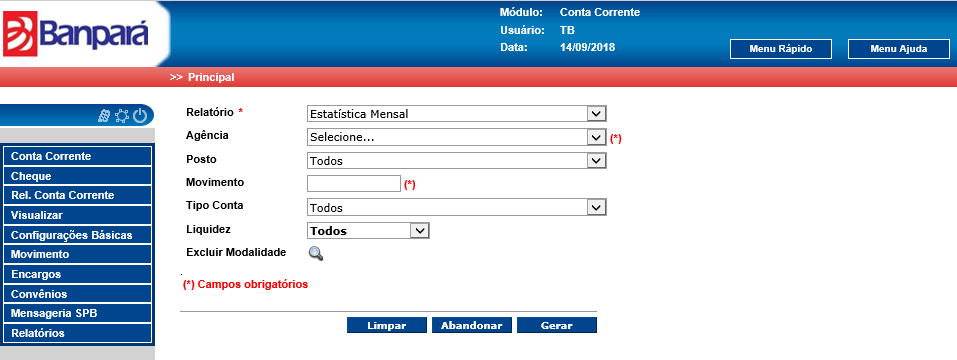 Banpará
Módulo: Conta Corrente
Usuário: TB
Data: 14/09/2018
Menu Rápido
Menu Ajuda
>> Principal
Conta Corrente
Cheque
Rel. Conta Corrente
Visualizar
Configurações Básicas
Movimento
Encargos
Convênios
Mensageria SPB
Relatórios
Relatório * Estatística Mensal
Agência Selecione... (*)
Posto Todos
Movimento (*)
Tipo Conta Todos
Liquidez Todos
Excluir Modalidade
.
(*) Campos obrigatórios
Limpar Abandonar Gerar